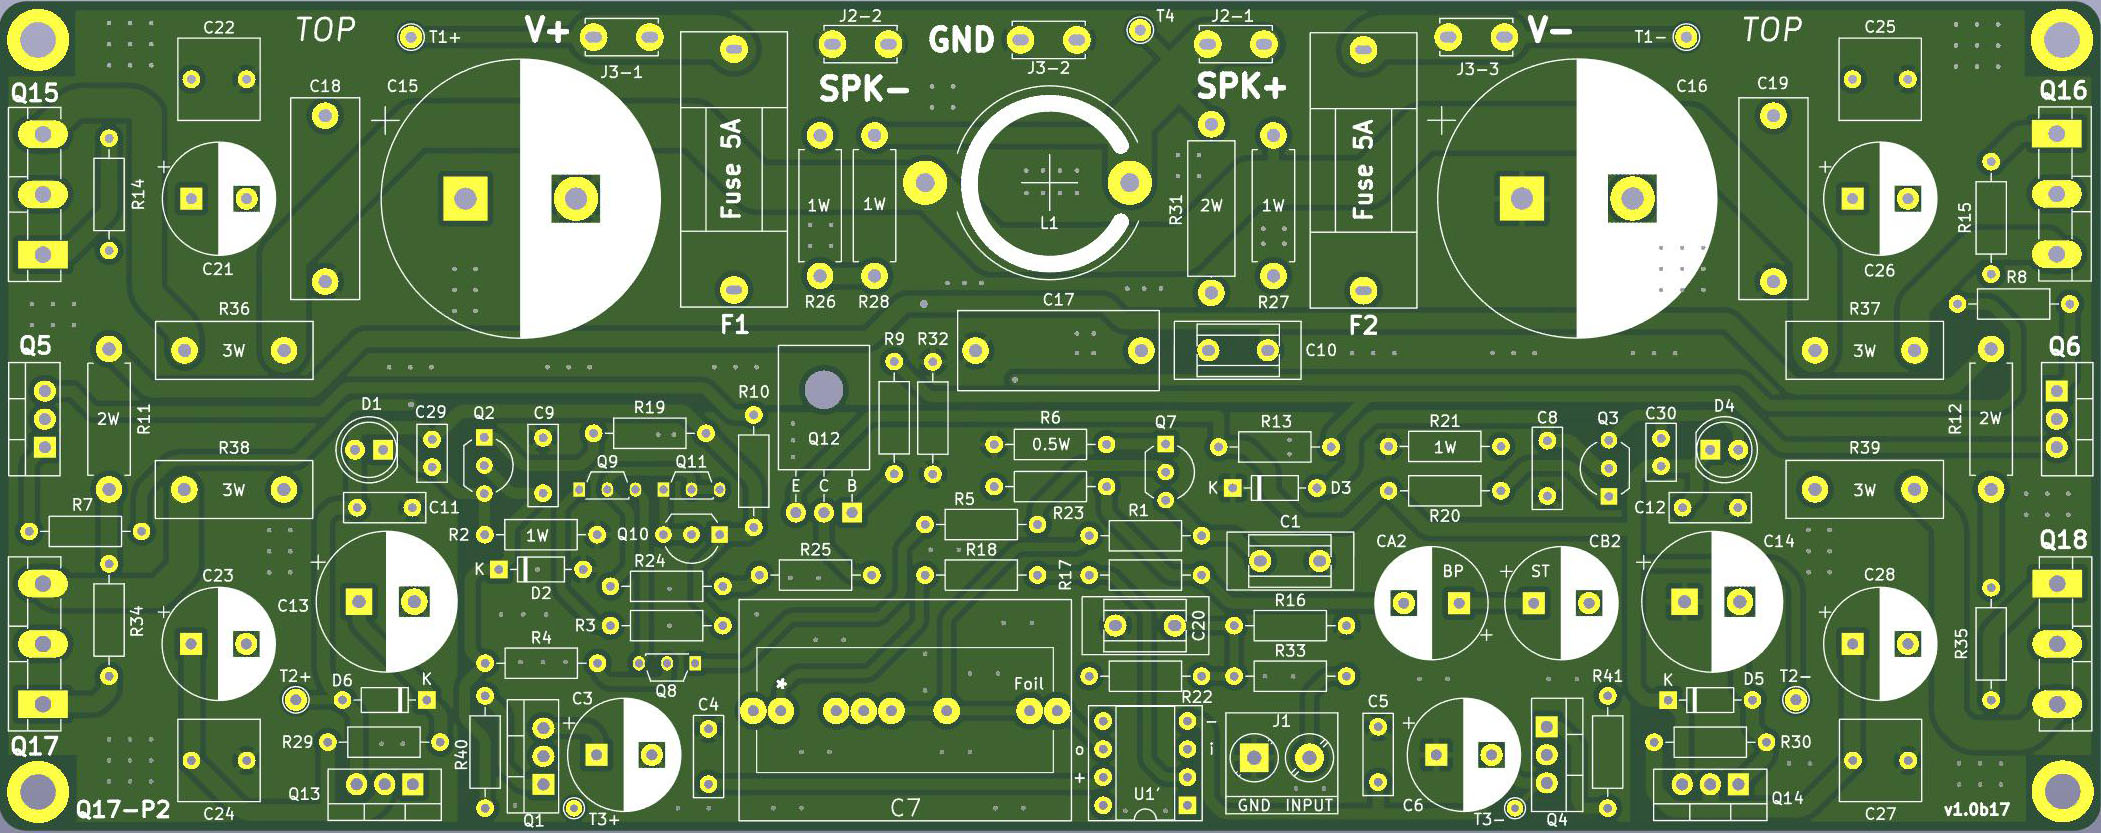 C22
TOP
T1+
V+
J3-1
J2-2
SPK-
GND
J3-2
T4
J2-1
SPK+
J3-3
V-
T1-
TOP
C25
Q15
C18
C15
C16
C19
Q16
R14
C21
Fuse 5A
1W
1W
L1
R31
2W
1W
Fuse 5A
R15
C26
R8
R36
3W
F1
R26
R28
C17
R27
F2
C10
R37
3W
Q5
2W
R11
R9
R32
R12
2W
Q6
D1
C29
Q2
C9
R19
R10
Q12
R6
0.5W
Q7
R13
R21
1W
C8
Q3
C30
D4
R38
3W
C11
Q9
Q11
E
C
B
K
D3
R20
C12
R39
3W
R7
R2
1W
Q10
R5
R23
R1
C1
CA2
CB2
C14
Q18
C23
C13
K
D2
R24
R25
R18
R17
BP
ST
C28
R34
R3
C20
R16
R35
R4
Q8
R33
T2+
D6
K
*
Foil
R22
R41
K
D5
T2-
Q17
R29
R40
C3
C4
o
+
-
i
J1
C5
R30
Q17-P2
C24
Q13
Q1
T3+
C7
U1'
GND INPUT
C6
T3-
Q4
Q14
C27
v1.0b17